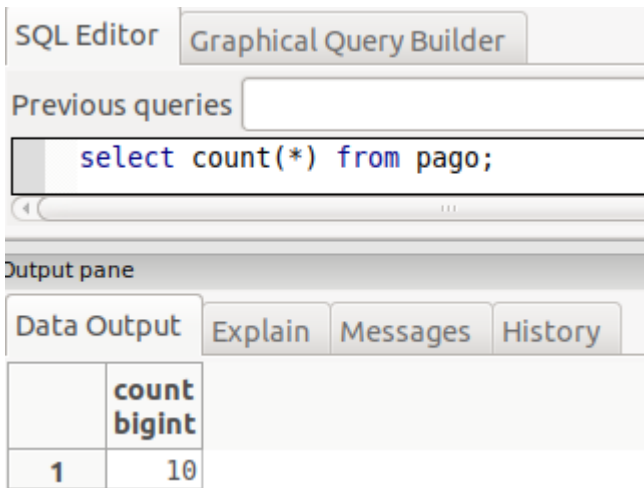 SQL Editor Graphical Query Builder
Previous queries
select count(*) from pago;
Output pane
Data Output Explain Messages History
count
bigint
1 10